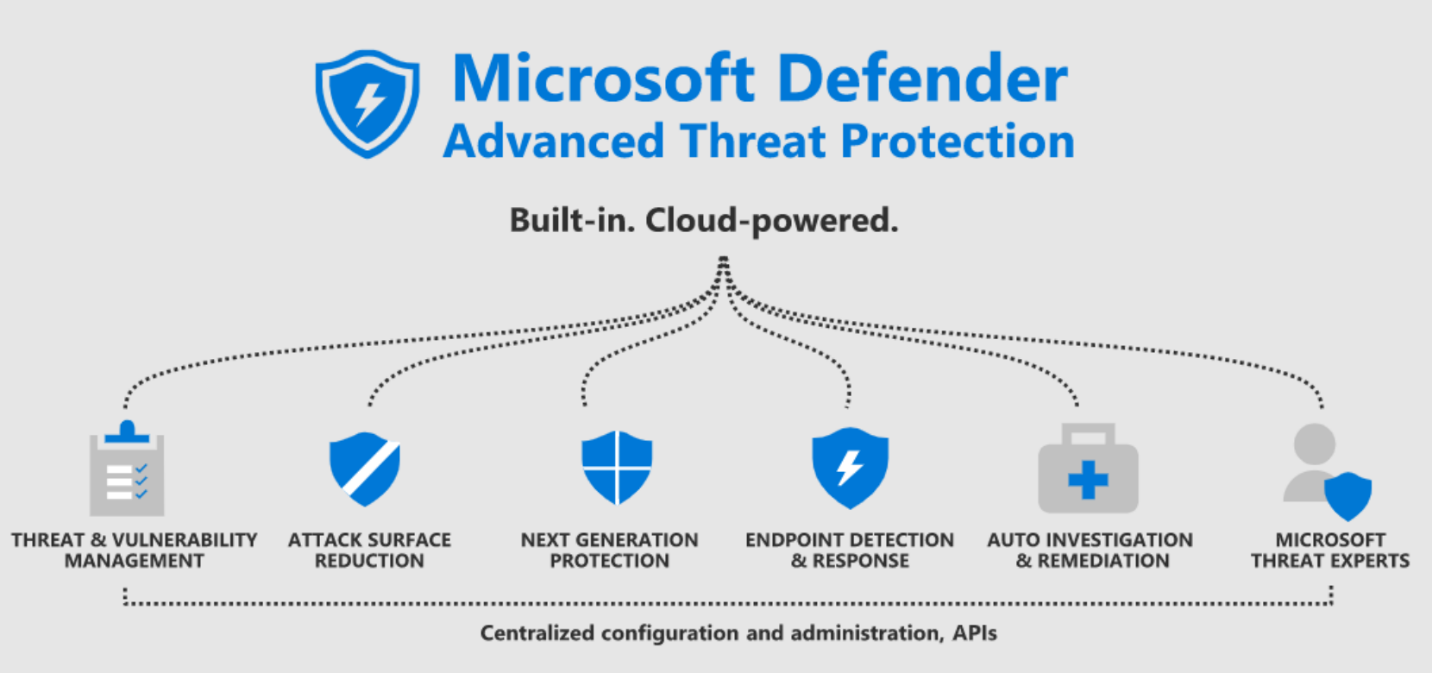 Microsoft Defender
Advanced Threat Protection
Built-in. Cloud-powered.
THREAT & VULNERABILITY
MANAGEMENT
ATTACK SURFACE
REDUCTION
NEXT GENERATION
PROTECTION
ENDPOINT DETECTION
& RESPONSE
AUTO INVESTIGATION
& REMEDIATION
MICROSOFT
THREAT EXPERTS
Centralized configuration and administration, APIs